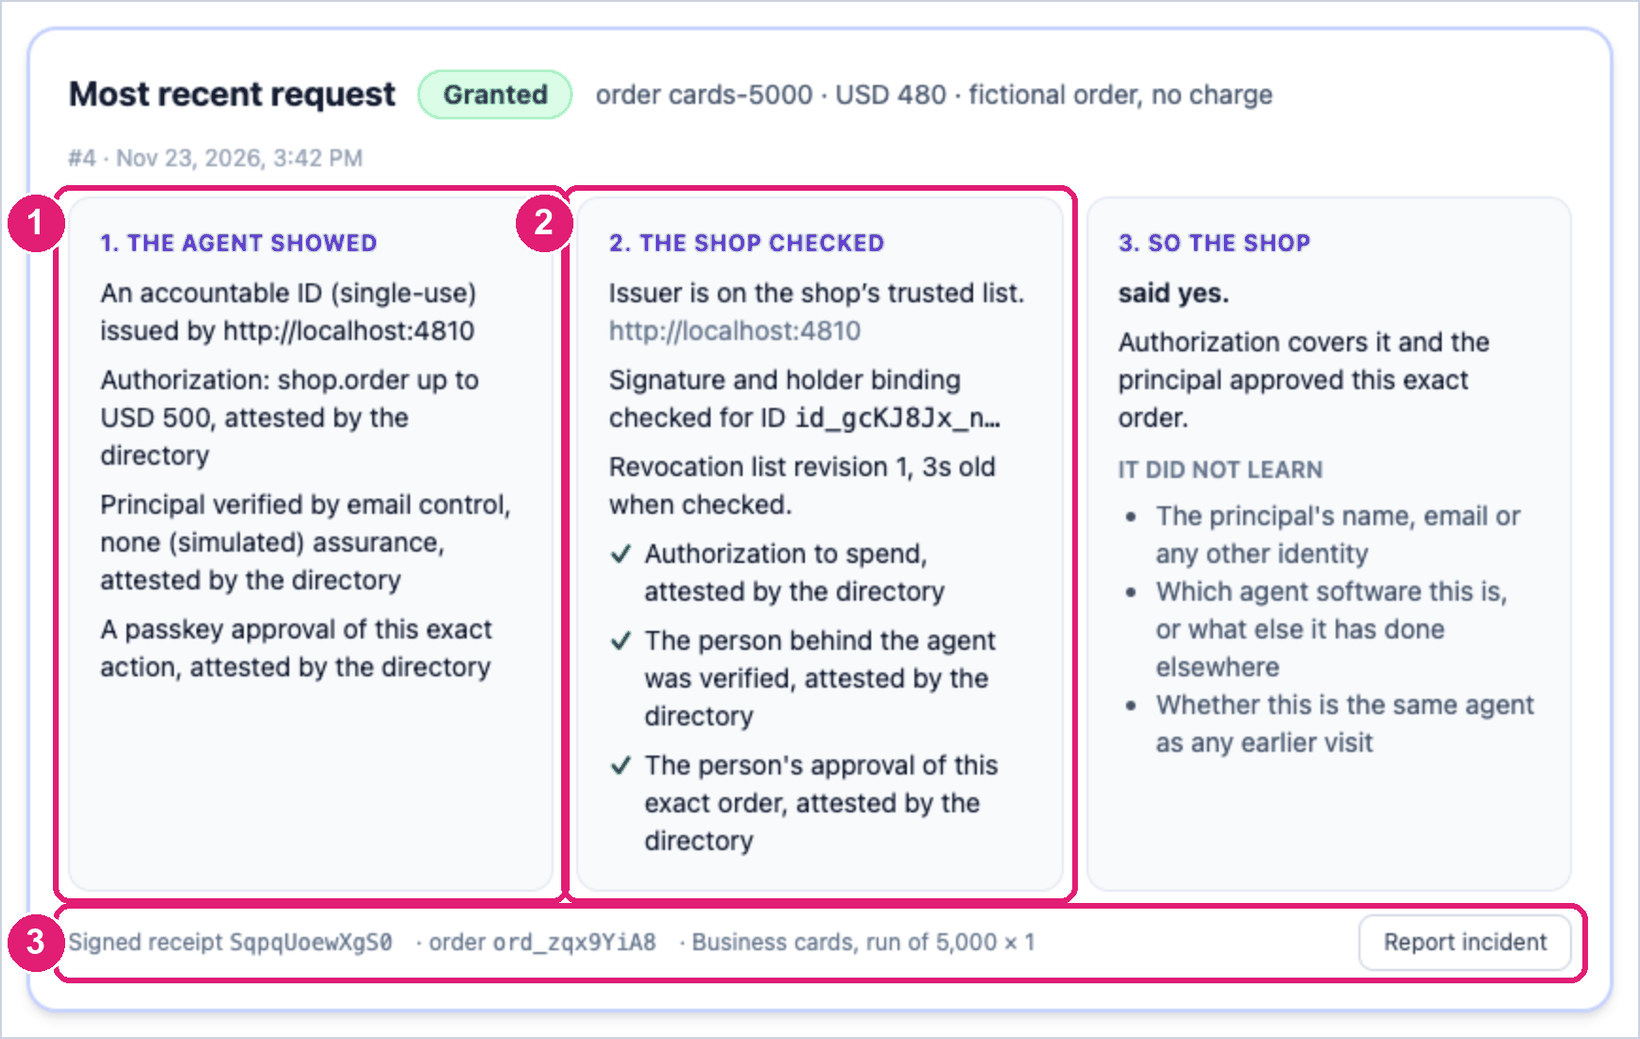 Most recent request Granted order cards-5000 · USD 480 · fictional order, no charge
#4 · Nov 23, 2026, 3:42 PM
1
1. THE AGENT SHOWED
An accountable ID (single-use)
issued by http://localhost:4810
Authorization: shop.order up to
USD 500, attested by the
directory
Principal verified by email control,
none (simulated) assurance,
attested by the directory
A passkey approval of this exact
action, attested by the directory
2
2. THE SHOP CHECKED
Issuer is on the shop’s trusted list.
http://localhost:4810
Signature and holder binding
checked for ID id_gcKJ8Jx_n…
Revocation list revision 1, 3s old
when checked.
✓ Authorization to spend,
attested by the directory
✓ The person behind the agent
was verified, attested by the
directory
✓ The person's approval of this
exact order, attested by the
directory
3. SO THE SHOP
said yes.
Authorization covers it and the
principal approved this exact
order.
IT DID NOT LEARN
• The principal's name, email or
any other identity
• Which agent software this is,
or what else it has done
elsewhere
• Whether this is the same agent
as any earlier visit
3
Signed receipt SqpqUoewXgS0 · order ord_zqx9YiA8 · Business cards, run of 5,000 × 1 Report incident